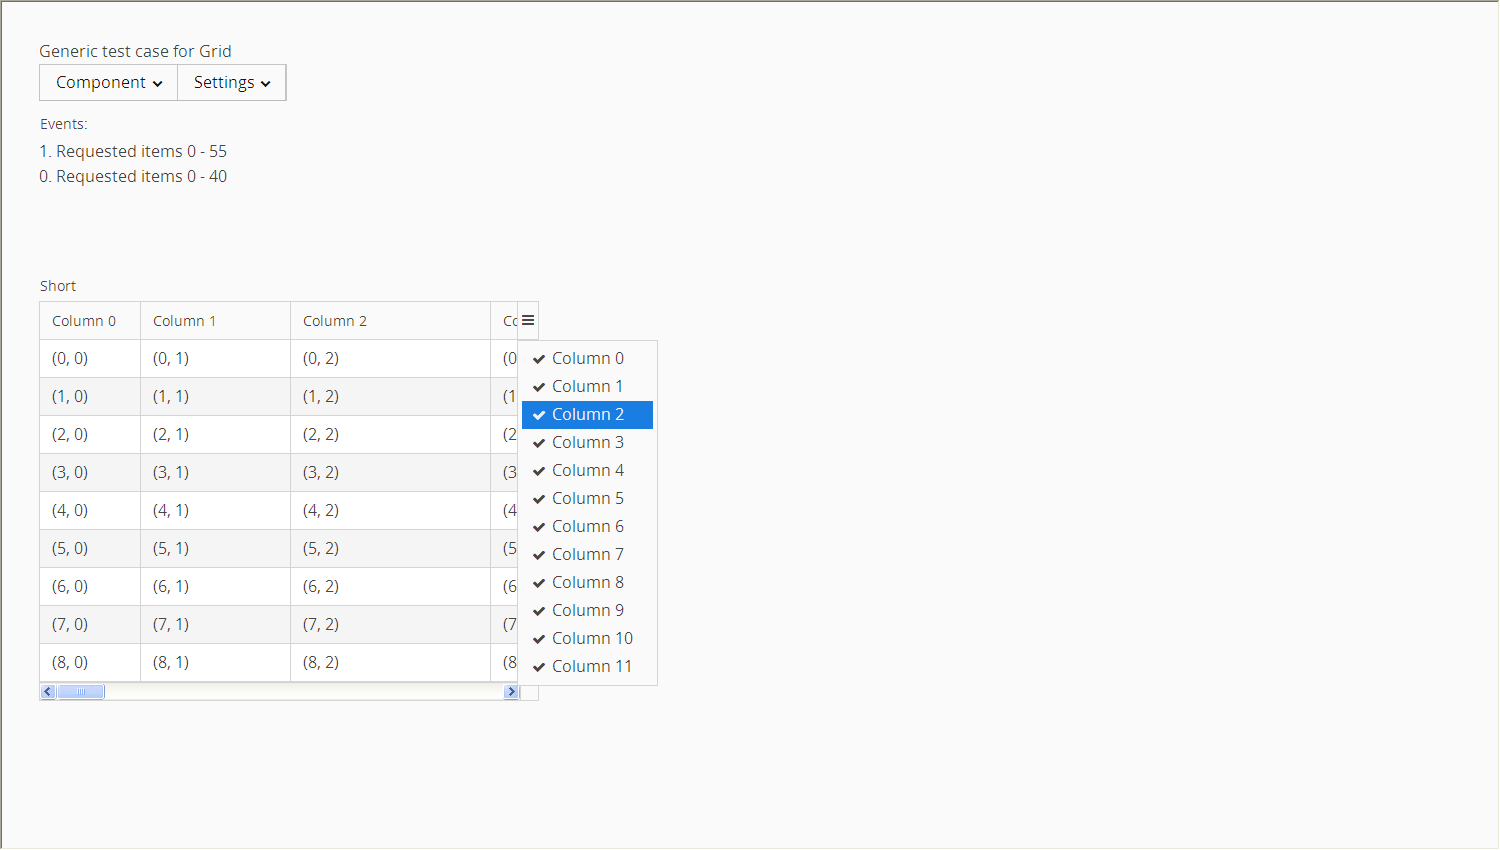 Generic test case for Grid
Component Settings
Events:
1. Requested items 0 - 55
0. Requested items 0 - 40
Short
Column 0 Column 1 Column 2 Co
(0, 0) (0, 1) (0, 2) (0
(1, 0) (1, 1) (1, 2) (1
(2, 0) (2, 1) (2, 2) (2
(3, 0) (3, 1) (3, 2) (3
(4, 0) (4, 1) (4, 2) (4
(5, 0) (5, 1) (5, 2) (5
(6, 0) (6, 1) (6, 2) (6
(7, 0) (7, 1) (7, 2) (7
(8, 0) (8, 1) (8, 2) (8
Column 0
Column 1
Column 2
Column 3
Column 4
Column 5
Column 6
Column 7
Column 8
Column 9
Column 10
Column 11